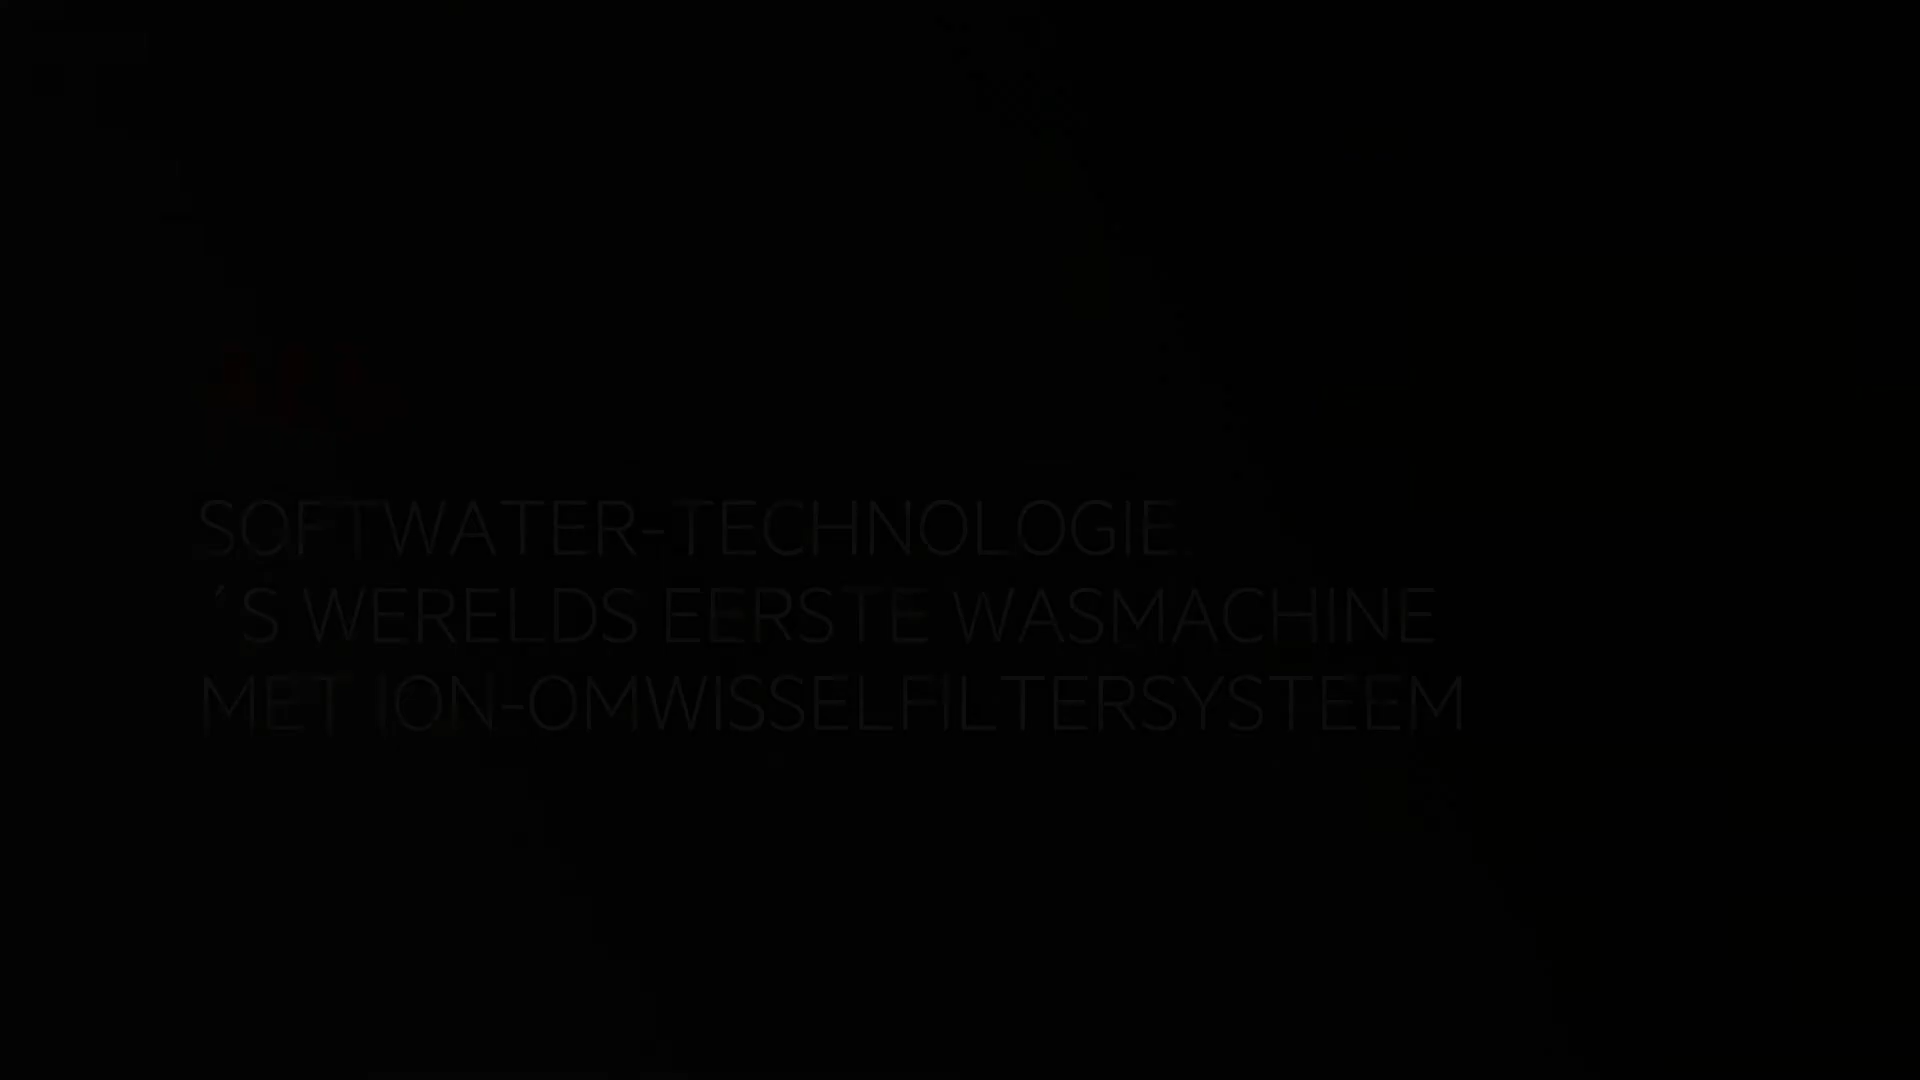 SOFTWATER-TECHNOLOGIE.
´S WERELDS EERSTE WASMACHINE
MET ION-OMWISSELFILTERSYSTEEM